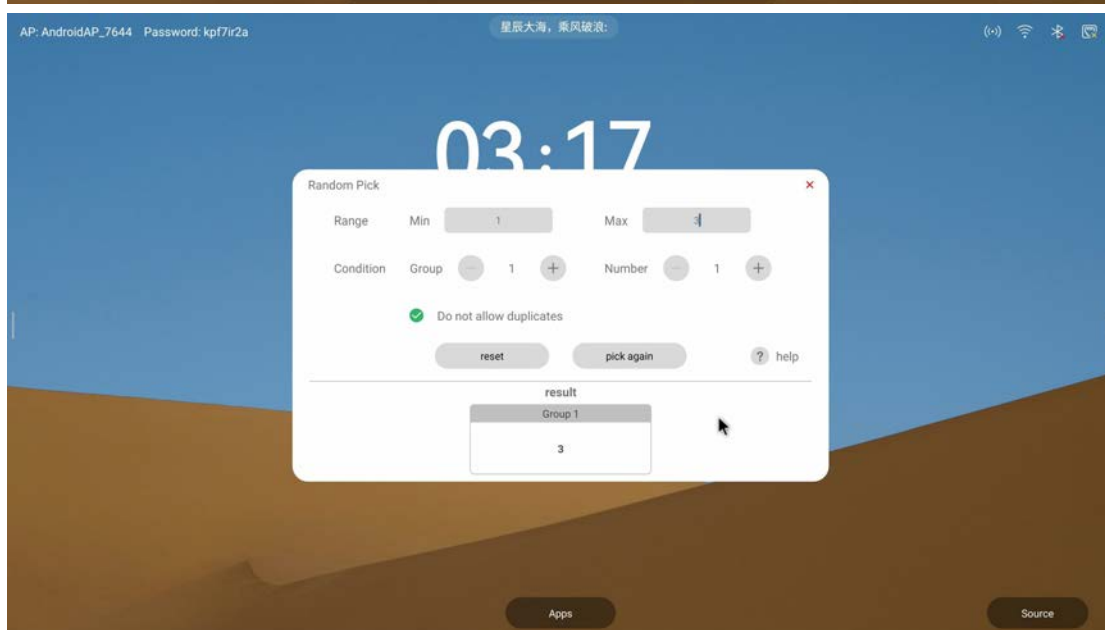 AP: AndroidAP_7644 Password: kpf7ir2a
星辰大海，乘风破浪:
03:17
Random Pick
Range Min 1 Max 3
Condition Group 1 Number 1
Do not allow duplicates
reset pick again ? help
result
Group 1
3
Apps Source